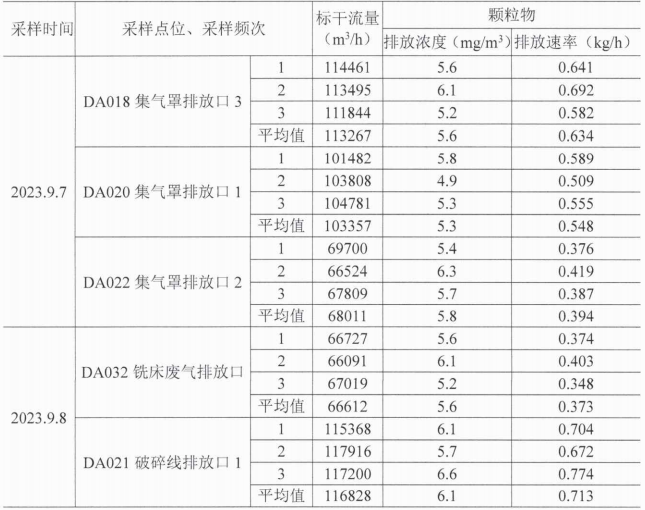 采样时间 采样点位、采样频次 标干流量（m³/h） 颗粒物
排放浓度（mg/m³） 排放速率（kg/h）
2023.9.7 DA018 集气罩排放口 3 1 114461 5.6 0.641
2 113495 6.1 0.692
3 111844 5.2 0.582
平均值 113267 5.6 0.634
DA020 集气罩排放口 1 1 101482 5.8 0.589
2 103808 4.9 0.509
3 104781 5.3 0.555
平均值 103357 5.3 0.548
DA022 集气罩排放口 2 1 69700 5.4 0.376
2 66524 6.3 0.419
3 67809 5.7 0.387
平均值 68011 5.8 0.394
2023.9.8 DA032 铣床废气排放口 1 66727 5.6 0.374
2 66091 6.1 0.403
3 67019 5.2 0.348
平均值 66612 5.6 0.373
DA021 破碎线排放口 1 1 115368 6.1 0.704
2 117916 5.7 0.672
3 117200 6.6 0.774
平均值 116828 6.1 0.713